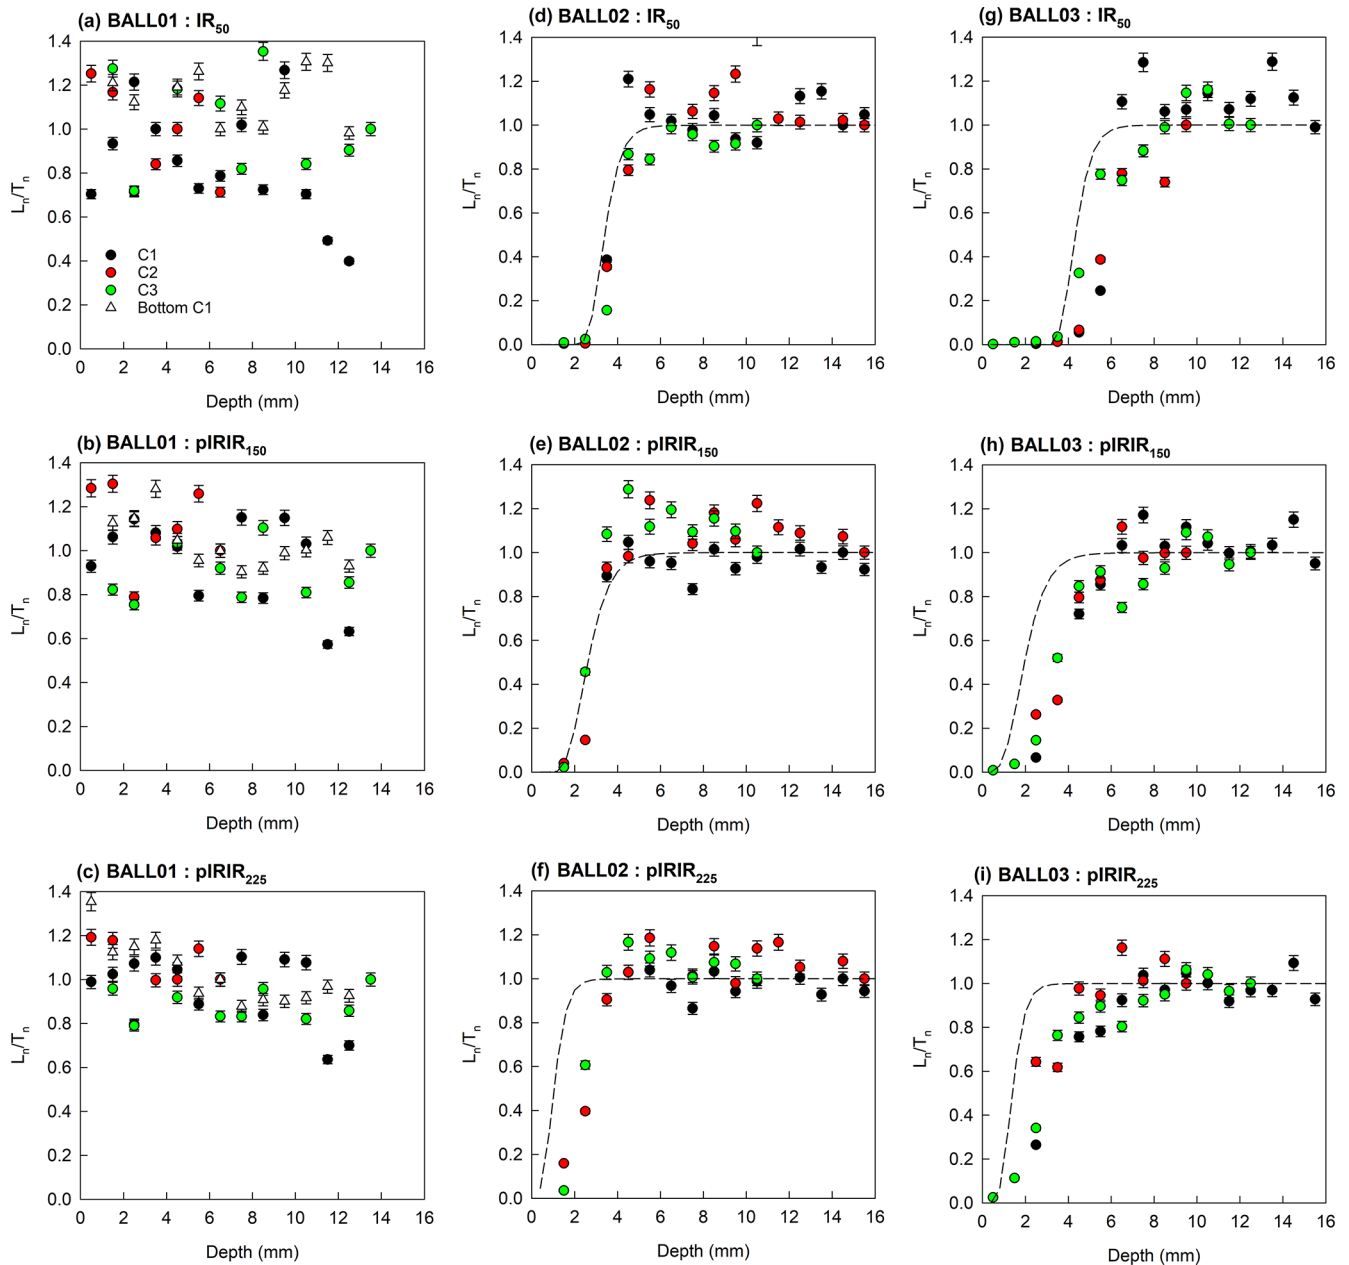 (a) BALL01 : IR50
1.4
1.2
1.0
0.8
0.6
0.4
0.2
0.0
Ln/Tn
C1
C2
C3
Bottom C1
0 2 4 6 8 10 12 14 16
Depth (mm)
(d) BALL02 : IR50
1.4
1.2
1.0
0.8
0.6
0.4
0.2
0.0
Ln/Tn
0 2 4 6 8 10 12 14 16
Depth (mm)
(g) BALL03 : IR50
1.4
1.2
1.0
0.8
0.6
0.4
0.2
0.0
Ln/Tn
0 2 4 6 8 10 12 14 16
Depth (mm)
(b) BALL01 : pIRIR150
1.4
1.2
1.0
0.8
0.6
0.4
0.2
0.0
Ln/Tn
0 2 4 6 8 10 12 14 16
Depth (mm)
(e) BALL02 : pIRIR150
1.4
1.2
1.0
0.8
0.6
0.4
0.2
0.0
Ln/Tn
0 2 4 6 8 10 12 14 16
Depth (mm)
(h) BALL03 : pIRIR150
1.4
1.2
1.0
0.8
0.6
0.4
0.2
0.0
Ln/Tn
0 2 4 6 8 10 12 14 16
Depth (mm)
(c) BALL01 : pIRIR225
1.4
1.2
1.0
0.8
0.6
0.4
0.2
0.0
Ln/Tn
0 2 4 6 8 10 12 14 16
Depth (mm)
(f) BALL02 : pIRIR225
1.4
1.2
1.0
0.8
0.6
0.4
0.2
0.0
Ln/Tn
0 2 4 6 8 10 12 14 16
Depth (mm)
(i) BALL03 : pIRIR225
1.4
1.2
1.0
0.8
0.6
0.4
0.2
0.0
Ln/Tn
0 2 4 6 8 10 12 14 16
Depth (mm)